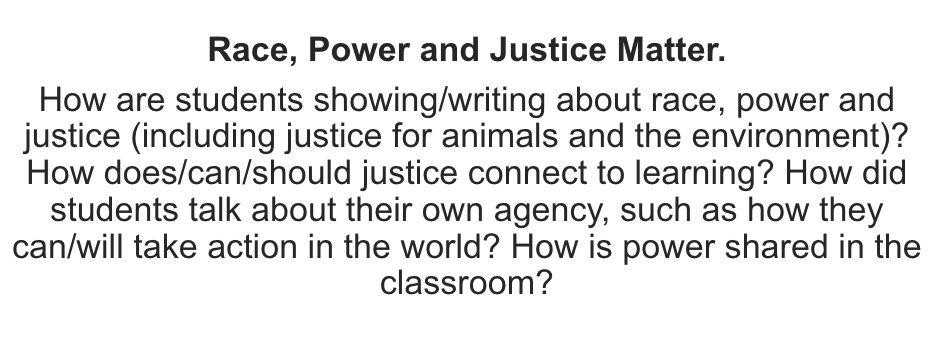 Race, Power and Justice Matter.
How are students showing/writing about race, power and
justice (including justice for animals and the environment)?
How does/can/should justice connect to learning? How did
students talk about their own agency, such as how they
can/will take action in the world? How is power shared in the
classroom?